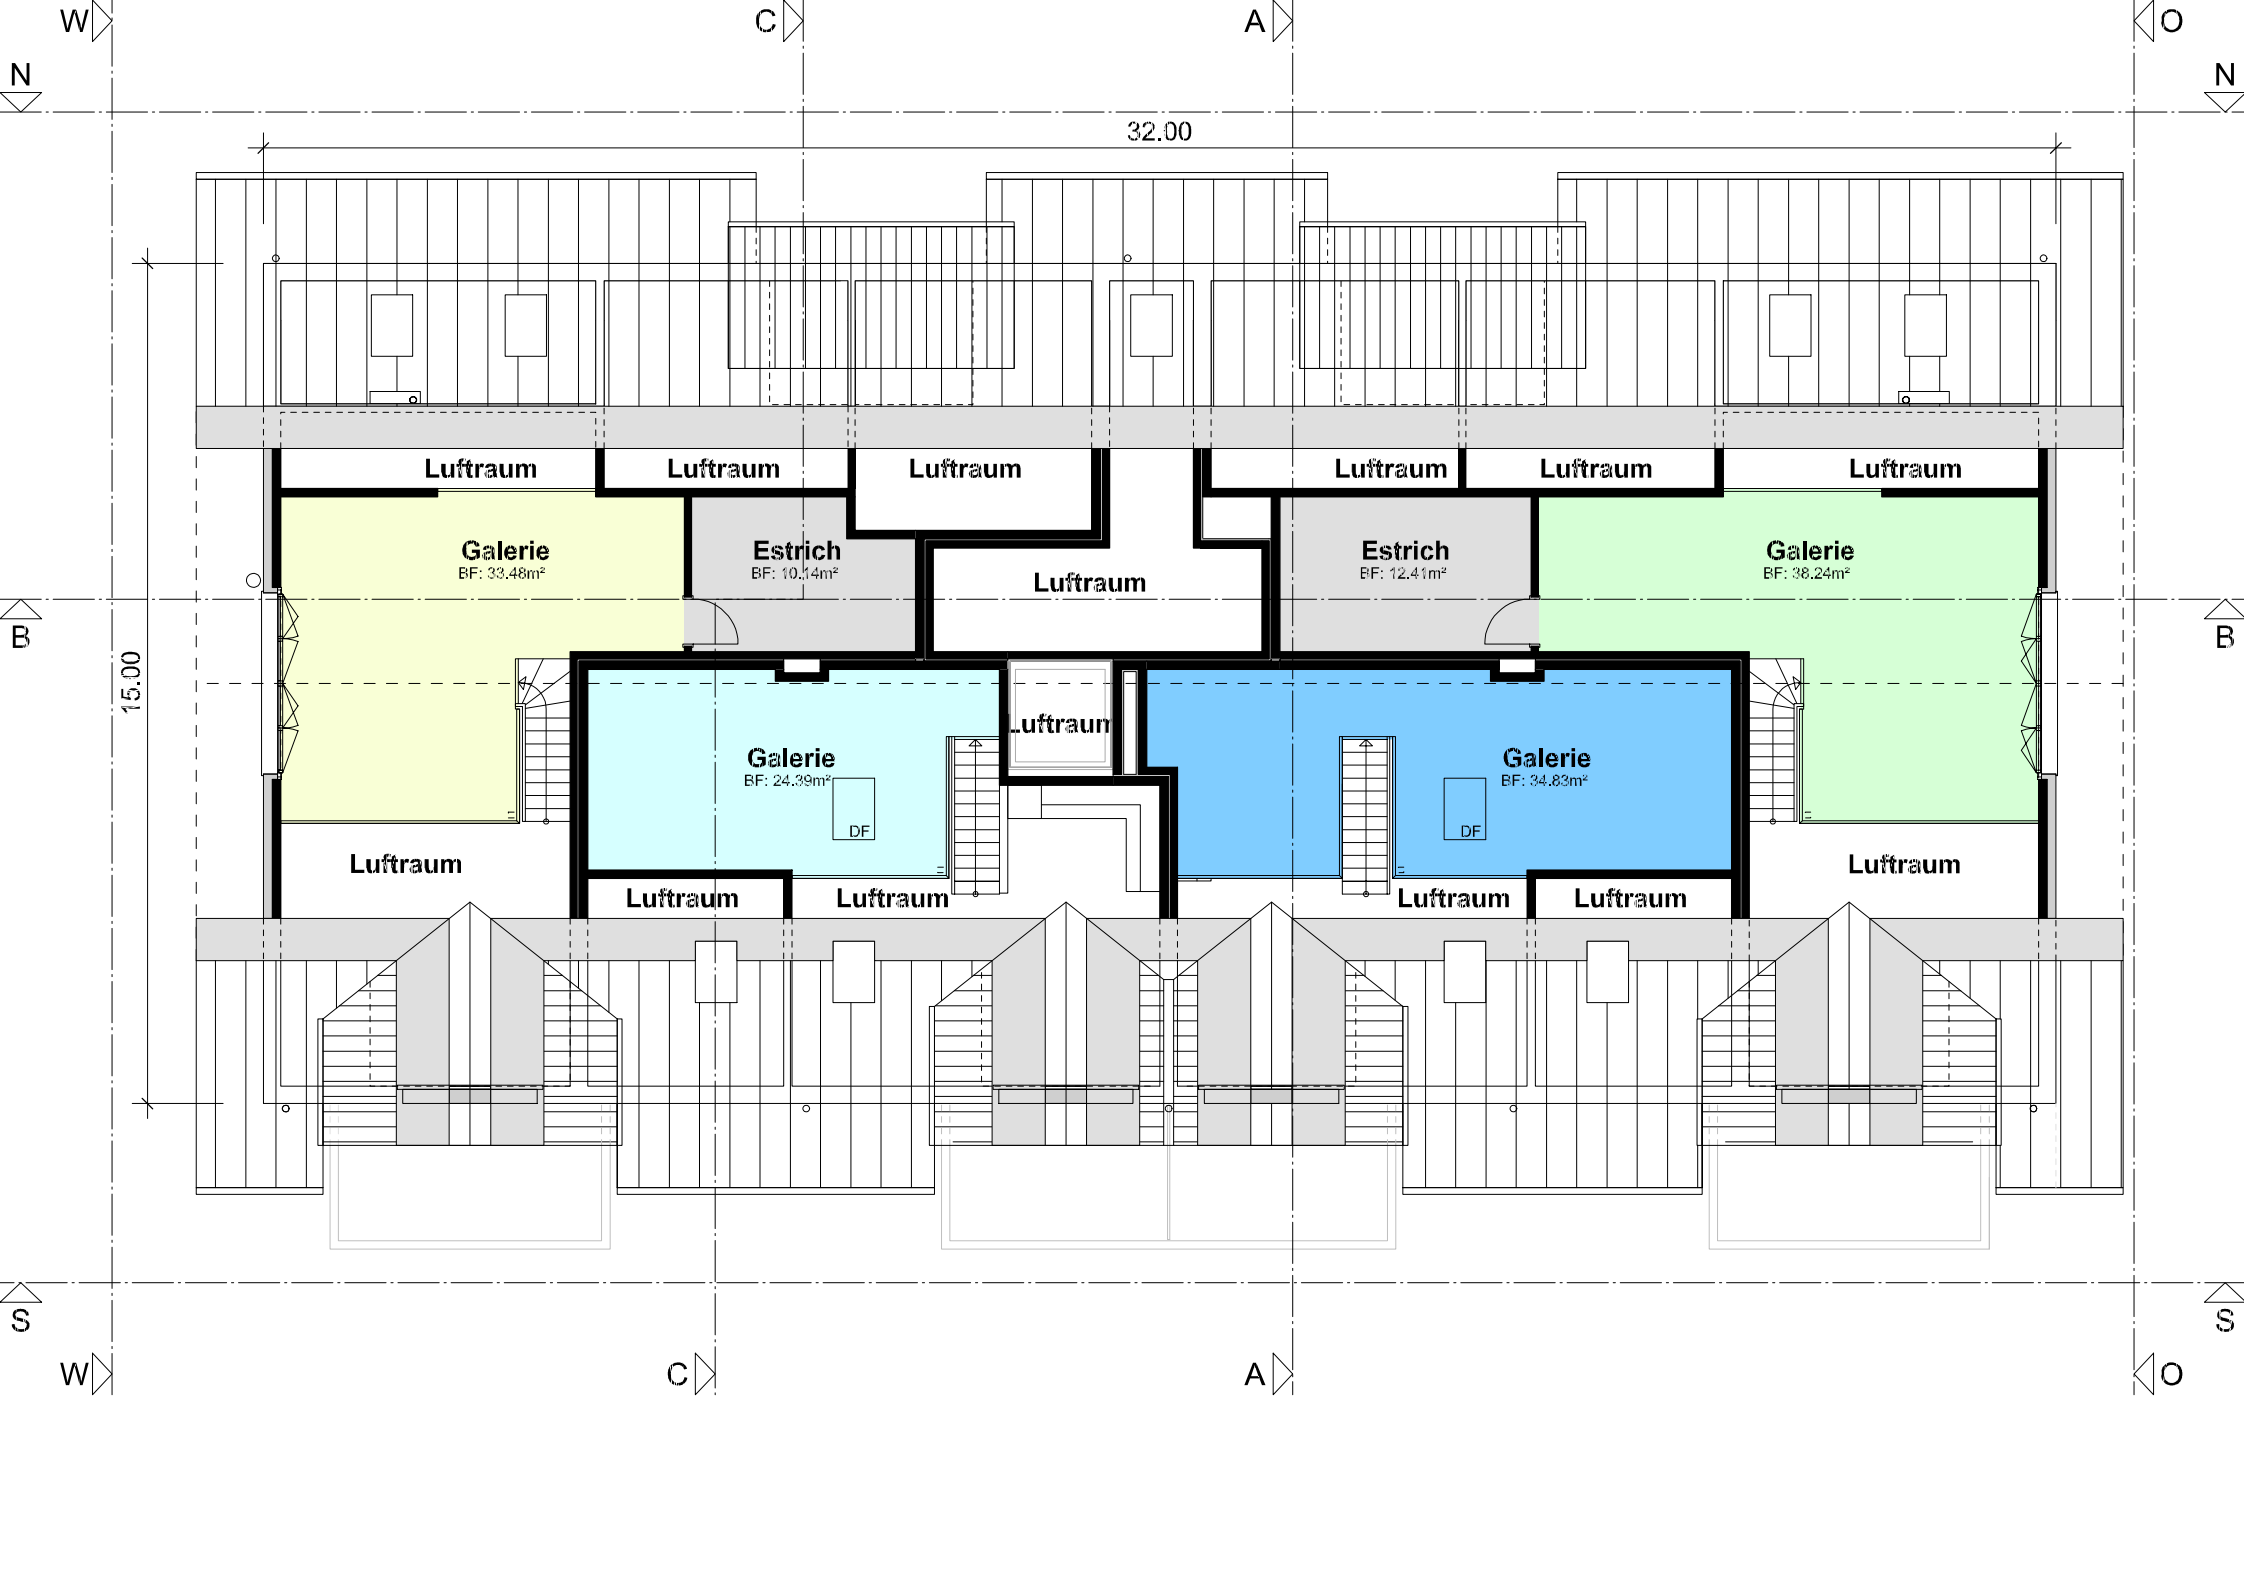 W
C
A
O
N
N
32.00
Luftraum
Luftraum
Luftraum
Luftraum
Luftraum
Luftraum
Galerie
BF: 33.48m²
Estrich
BF: 10.14m²
Luftraum
Estrich
BF: 12.41m²
Galerie
BF: 38.24m²
B
B
15.00
Luftraum
Galerie
BF: 24.39m²
DF
Galerie
BF: 34.83m²
DF
Luftraum
Luftraum
Luftraum
Luftraum
Luftraum
Luftraum
S
S
W
C
A
O